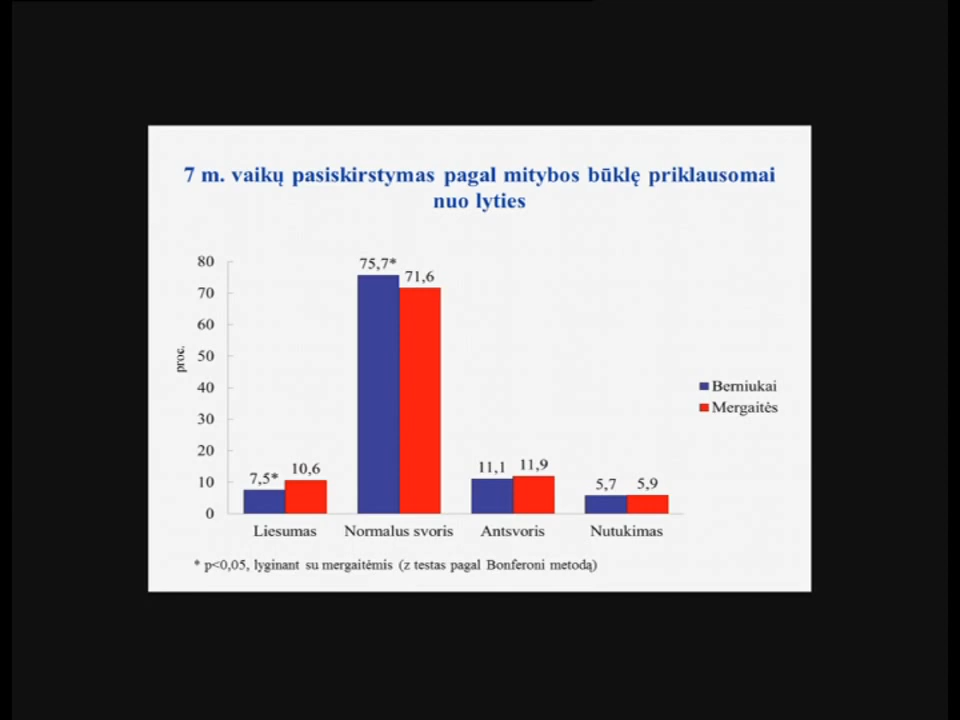 7 m. vaikų pasiskirstymas pagal mitybos būklę priklausomai
nuo lyties
80
70
60
50
40
30
20
10
0
proc.
75,7*
71,6
7,5*
10,6
11,1
11,9
5,7
5,9
Liesumas
Normalus svoris
Antsvoris
Nutukimas
Berniukai
Mergaitės
* p<0,05, lyginant su mergaitėmis (z testas pagal Bonferoni metodą)